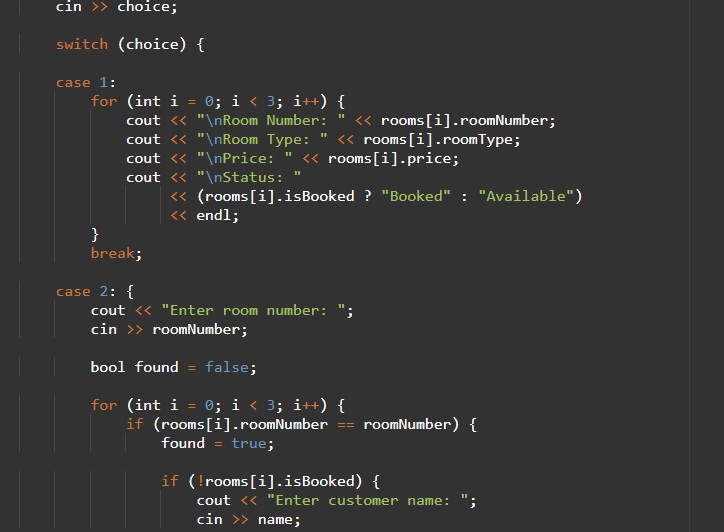 cin >> choice;
switch (choice) {
case 1:
for (int i = 0; i < 3; i++) {
cout << "\nRoom Number: " << rooms[i].roomNumber;
cout << "\nRoom Type: " << rooms[i].roomType;
cout << "\nPrice: " << rooms[i].price;
cout << "\nStatus: "
<< (rooms[i].isBooked ? "Booked" : "Available")
<< endl;
}
break;
case 2: {
cout << "Enter room number: ";
cin >> roomNumber;
bool found = false;
for (int i = 0; i < 3; i++) {
if (rooms[i].roomNumber == roomNumber) {
found = true;
if (!rooms[i].isBooked) {
cout << "Enter customer name: ";
cin >> name;